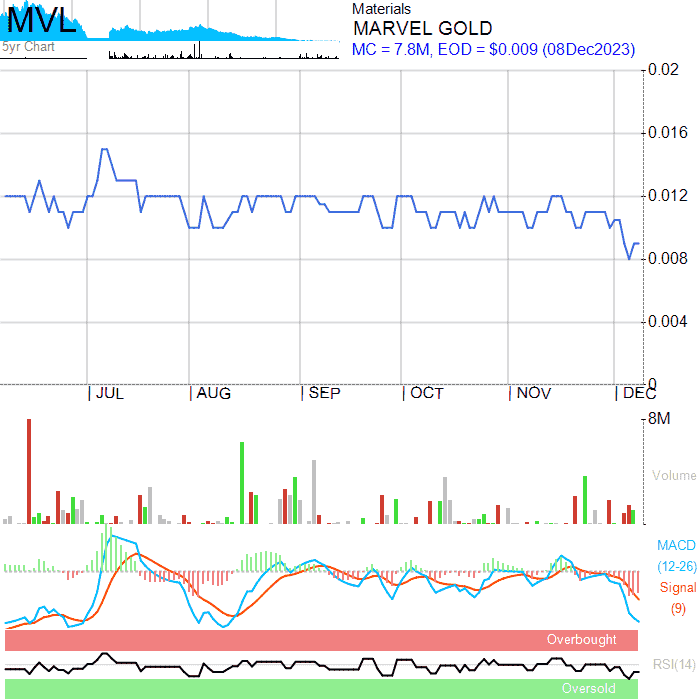 MVL
5yr Chart
Materials
MARVEL GOLD
MC = 7.8M, EOD = $0.009 (08Dec2023)
0.02
0.016
0.012
0.008
0.004
0
JUL AUG SEP OCT NOV DEC
8M
Volume
MACD
(12-26)
Signal
(9)
Overbought
RSI(14)
Oversold